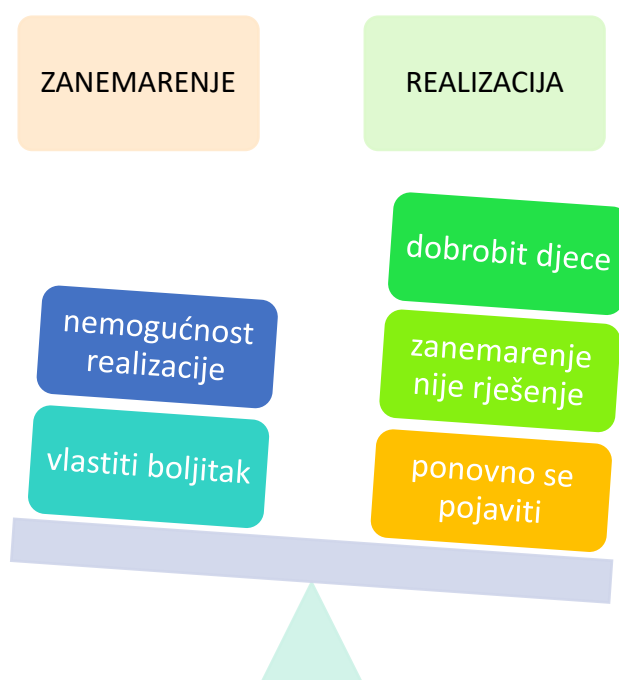 ZANEMARENJE
REALIZACIJA
nemogućnost
realizacije
vlastiti boljitak
dobrobit djece
zanemarenje
nije rješenje
ponovno se
pojaviti